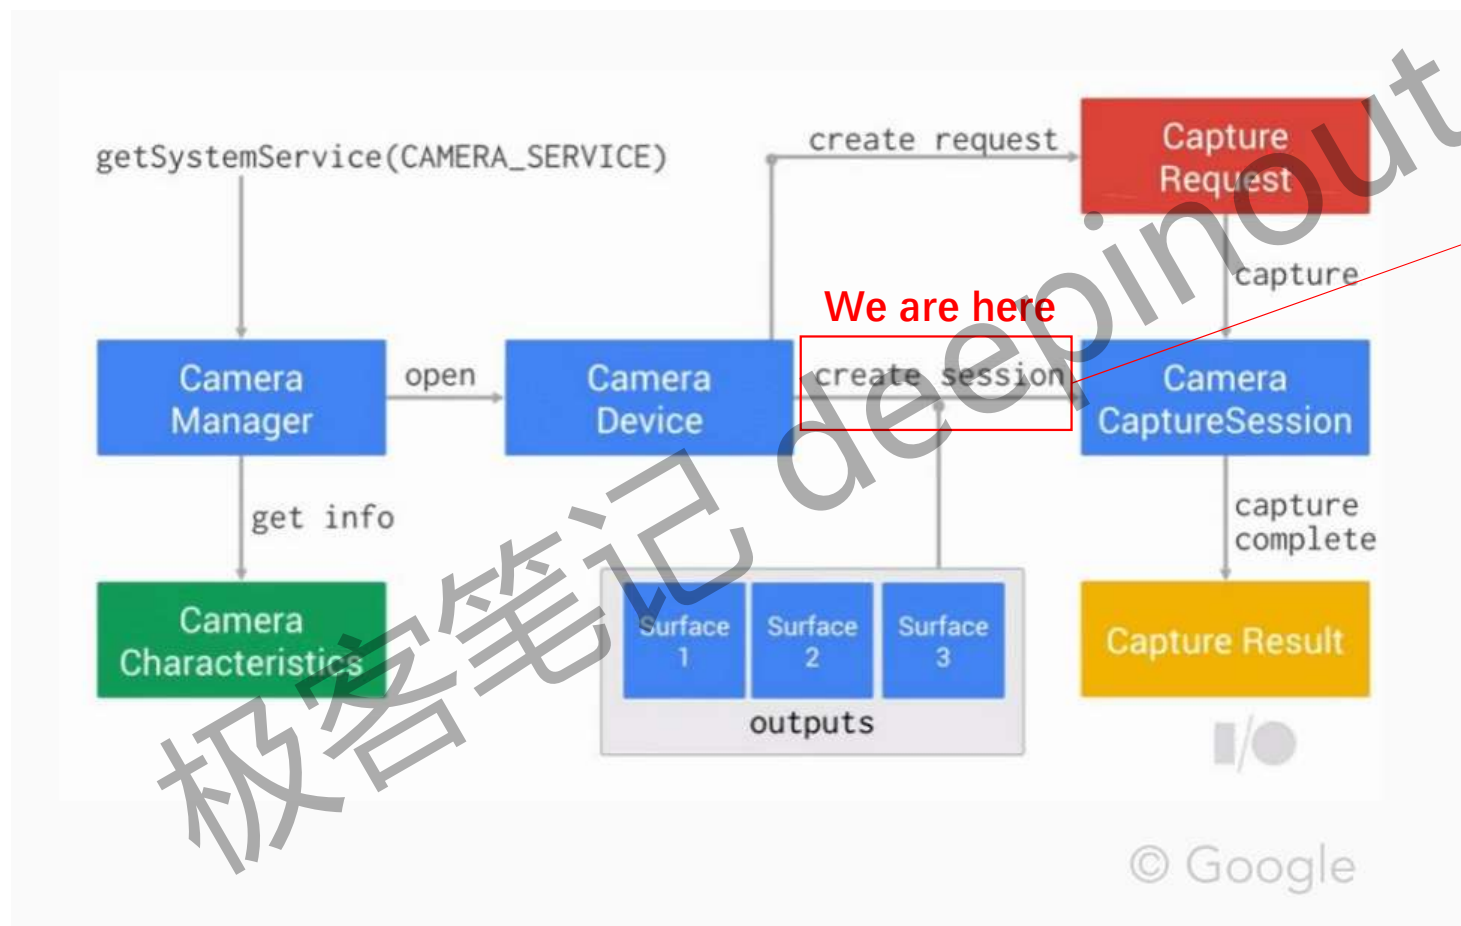 getSystemService(CAMERA_SERVICE)
create request
Capture
Request
capture
We are here
Camera
Manager
open
Camera
Device
create session
Camera
CaptureSession
get info
capture
complete
Camera
Characteristics
Surface
1
Surface
2
Surface
3
outputs
Capture Result
I/O
© Google
极客笔记 deepinout